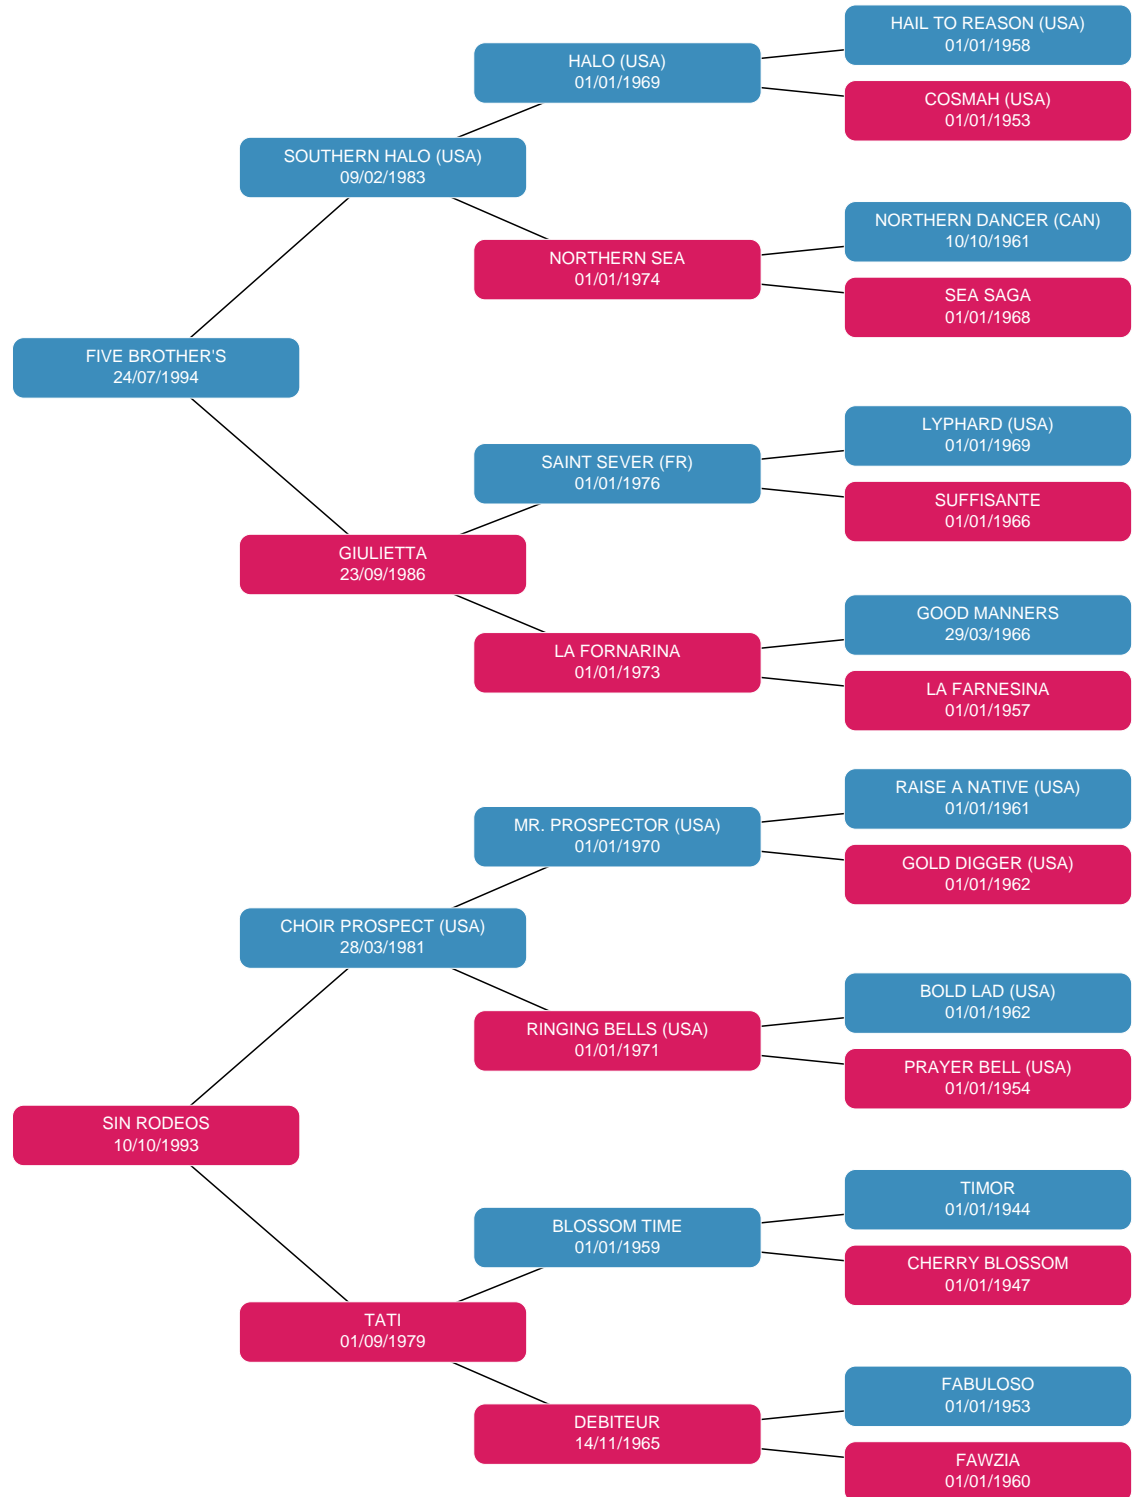 HAIL TO REASON (USA)
01/01/1958
HALO (USA)
01/01/1969
COSMAH (USA)
01/01/1953
SOUTHERN HALO (USA)
09/02/1983
NORTHERN DANCER (CAN)
10/10/1961
NORTHERN SEA
01/01/1974
SEA SAGA
01/01/1968
FIVE BROTHER'S
24/07/1994
LYPHARD (USA)
01/01/1969
SAINT SEVER (FR)
01/01/1976
SUFFISANTE
01/01/1966
GIULIETTA
23/09/1986
GOOD MANNERS
29/03/1966
LA FORNARINA
01/01/1973
LA FARNESINA
01/01/1957
RAISE A NATIVE (USA)
01/01/1961
MR. PROSPECTOR (USA)
01/01/1970
GOLD DIGGER (USA)
01/01/1962
CHOIR PROSPECT (USA)
28/03/1981
BOLD LAD (USA)
01/01/1962
RINGING BELLS (USA)
01/01/1971
PRAYER BELL (USA)
01/01/1954
SIN RODEOS
10/10/1993
TIMOR
01/01/1944
BLOSSOM TIME
01/01/1959
CHERRY BLOSSOM
01/01/1947
TATI
01/09/1979
FABULOSO
01/01/1953
DEBITEUR
14/11/1965
FAWZIA
01/01/1960